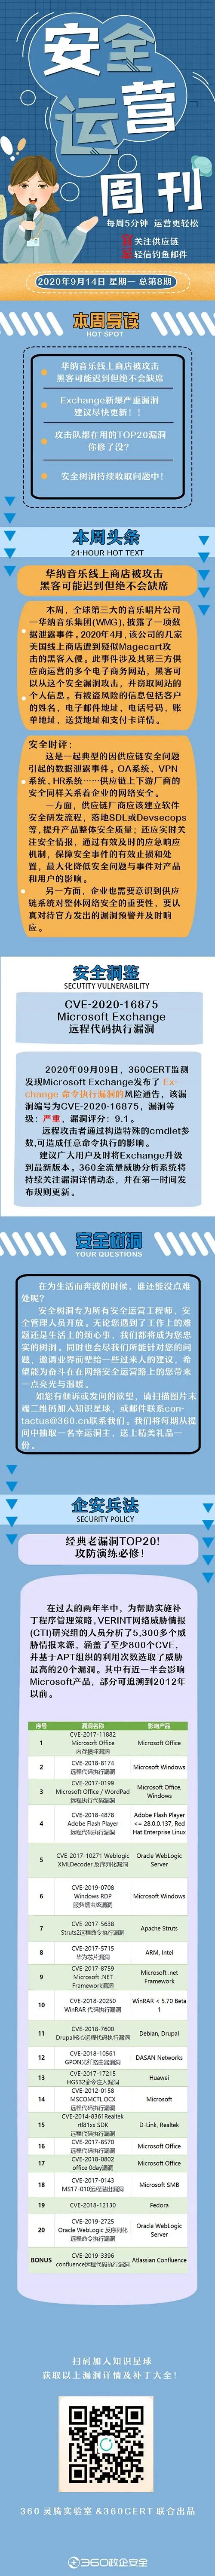 安全
运营
周刊
每周5分钟 运营更轻松
关注供应链
轻信钓鱼邮件
2020年9月14日 星期一 总第8期
本周导读
HOT SPOT
华纳音乐线上商店被攻击
黑客可能迟到但绝不会缺席
Exchange新爆严重漏洞
建议尽快更新！！
攻击队都在用的TOP20漏洞
你修了没？
安全树洞持续收取问题中！
本周头条
24-HOUR HOT TEXT
华纳音乐线上商店被攻击
黑客可能迟到但绝不会缺席
本周，全球第三大的音乐唱片公司
—华纳音乐集团(WMG)，披露了一项数
据泄露事件。2020年4月，该公司的几家
美国线上商店遭到疑似Magecart攻
击的黑客入侵。此事件涉及其第三方供
应商运营的多个电子商务网站，黑客可
以从这个安全漏洞攻击，并窃取网站的
个人信息。有被盗风险的信息包括客户
的姓名，电子邮件地址，电话号码，账
单地址，送货地址和支付卡详情。
安全时评：
这是一起典型的因供应链安全问题
引起的数据泄露事件。OA系统、VPN
系统、HR系统……供应链上下游厂商的
安全同样关系着企业的网络安全。
一方面，供应链厂商应该建立软件
安全研发流程，落地SDL或Devsecops
等，提升产品整体安全质量；还应实时关
注安全情报，通过有效及时的应急响应
机制，保障安全事件的有效止损和处
置，最大化降低安全问题与事件对产品
和用户的影响。
另一方面，企业也需要意识到供应
链系统对整体网络安全的重要性，要认
真对待官方发出的漏洞预警并及时响
应。
安全洞鉴
SECUTITY VULNERABILITY
CVE-2020-16875
Microsoft Exchange
远程代码执行漏洞
2020年09月09日，360CERT监测
发现Microsoft Exchange发布了 Ex-
change 命令执行漏洞的风险通告，该漏
洞编号为CVE-2020-16875，漏洞等
级：严重，漏洞评分：9.1。
远程攻击者通过构造特殊的cmdlet参
数,可造成任意命令执行的影响。
建议广大用户及时将Exchange升级
到最新版本。360全流量威胁分析系统将
持续关注漏洞详情动态，并在第一时间发
布规则更新。
安全树洞
YOUR QUESTIONS
在为生活而奔波的时候，谁还能没点难
处呢？
安全树洞专为所有安全运营工程师、安
全管理人员开放。无论您遇到了工作上的难
题还是生活上的烦心事，我们都将成为您忠
实的树洞。同时也会尽我们所能针对您的问
题，邀请业界前辈给一些过来人的建议，希
望能为奋斗在在网络安全运营路上的您带来
一点亮光与温暖。
如您有倾诉或发问的欲望，请扫描图片末
端二维码加入知识星球，或邮件联系con-
tactus@360.cn联系我们。我们将每期从提
问中抽取一名幸运洞主，送上精美礼品一
份。
企安兵法
SECURITY POLICY
经典老漏洞TOP20！
攻防演练必修！
在过去的两年半中，为帮助实施补
丁程序管理策略，VERINT网络威胁情报
(CTI)研究组的人员分析了5,300多个威
胁情报来源，涵盖了至少800个CVE，
并基于APT组织的利用次数选取了威胁
最高的20个漏洞。其中有近一半会影响
Microsoft产品，部分可追溯到2012年
以前。
序号 漏洞名称 影响产品
1 CVE-2017-11882 Microsoft Office 内存损坏漏洞 Microsoft Office
2 CVE-2018-8174 远程代码执行漏洞 Microsoft Windows
3 CVE-2017-0199 Microsoft Office / WordPad 远程执行代码漏洞 Microsoft Office, Windows
4 CVE-2018-4878 Adobe Flash Player 远程代码执行漏洞 Adobe Flash Player <= 28.0.0.137, Red Hat Enterprise Linux
5 CVE-2017-10271 Weblogic XMLDecoder 反序列化漏洞 Oracle WebLogic Server
6 CVE-2019-0708 Windows RDP 服务蠕虫级漏洞 Microsoft Windows
7 CVE-2017-5638 Struts2远程命令执行漏洞 Apache Struts
8 CVE-2017-5715 华为芯片漏洞 ARM, Intel
9 CVE-2017-8759 Microsoft .NET Framework漏洞 Microsoft .net Framework
10 CVE-2018-20250 WinRAR 代码执行漏洞 WinRAR < 5.70 Beta 1
11 CVE-2018-7600 Drupal核心远程代码执行漏洞 Debian, Drupal
12 CVE-2018-10561 GPON光纤路由器漏洞 DASAN Networks
13 CVE-2017-17215 HG532命令注入漏洞 Huawei
14 CVE-2012-0158 MSCOMCTL.OCX 远程代码执行漏洞 Microsoft
15 CVE-2014-8361Realtek rtl81xx SDK 远程代码执行漏洞 D-Link, Realtek
16 CVE-2017-8570 远程代码执行漏洞 Microsoft Office
17 CVE-2018-0802 office 0day漏洞 Microsoft Office
18 CVE-2017-0143 MS17-010远程溢出漏洞 Microsoft SMB
19 CVE-2018-12130 Fedora
20 CVE-2019-2725 Oracle WebLogic 反序列化 远程命令执行漏洞 Oracle WebLogic Server
BONUS CVE-2019-3396 confluence远程代码执行漏洞 Atlassian Confluence
扫码加入知识星球
获取以上漏洞详情及补丁大全！
360 灵腾实验室 &360CERT 联合出品
360政企安全